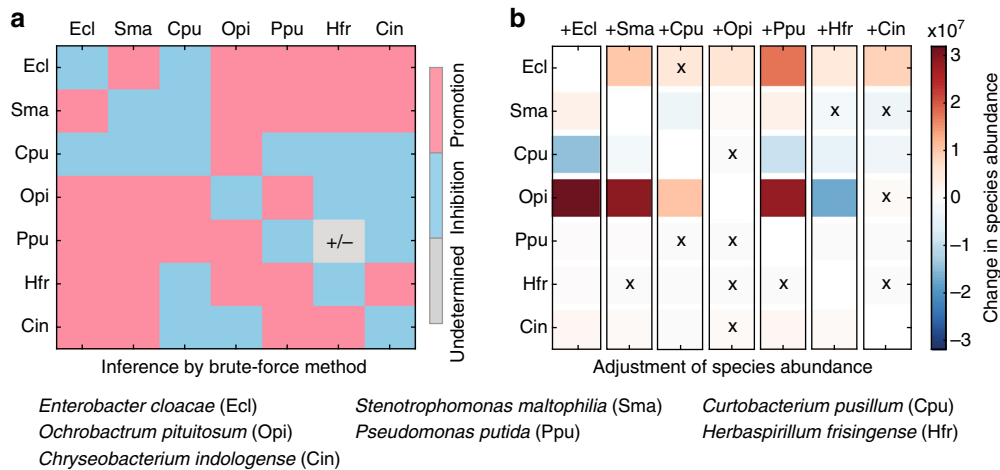 a
Ecl Sma Cpu Opi Ppu Hfr Cin
Ecl
Sma
Cpu
Opi
Ppu
Hfr
Cin
+/−
Inference by brute-force method
Promotion
Inhibition
Undetermined
b
+Ecl +Sma +Cpu +Opi +Ppu +Hfr +Cin
Ecl x
Sma x x
Cpu x
Opi x
Ppu x x
Hfr x x x
Cin x
Adjustment of species abundance
x10⁷
3
2
1
0
−1
−2
−3
Change in species abundance
Enterobacter cloacae (Ecl) Stenotrophomonas maltophilia (Sma) Curtobacterium pusillum (Cpu)
Ochrobactrum pituitosum (Opi) Pseudomonas putida (Ppu) Herbaspirillum frisingense (Hfr)
Chryseobacterium indologense (Cin)